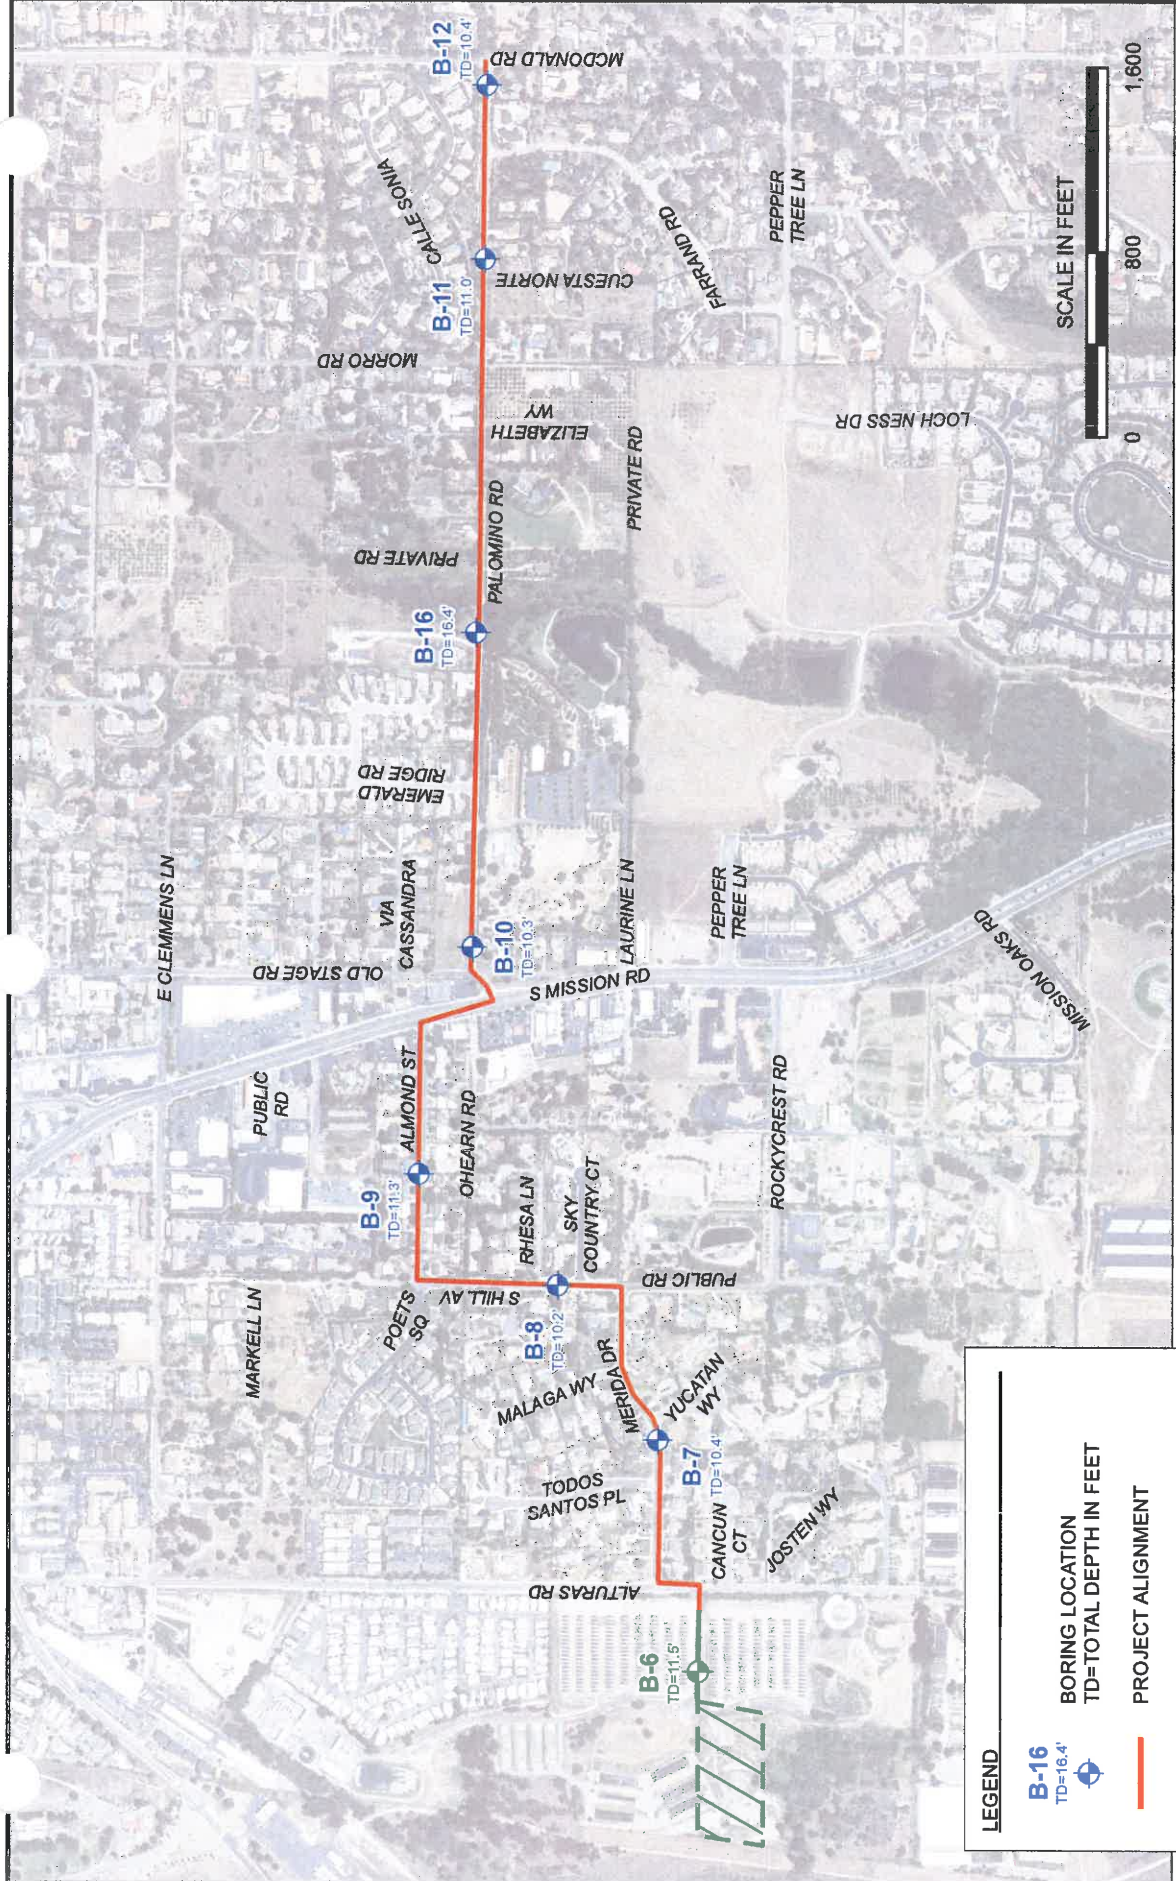 B-12
TD=10.4'
MCDONALD RD
CALLE SONIA
B-11
TD=11.0'
CUESTA NORTE
FARRAND RD
PEPPER
TREE LN
MORRO RD
ELIZABETH
WY
PRIVATE RD
LOCH NESS DR
PALOMINO RD
PRIVATE RD
B-16
TD=16.4'
EMERALD
RIDGE RD
E CLEMMENS LN
VIA
CASSANDRA
OLD STAGE RD
B-10
TD=10.3'
LAURINE LN
PEPPER
TREE LN
S MISSION RD
MISSION OAKS RD
PUBLIC
RD
ALMOND ST
OHEARN RD
B-9
TD=11.3'
RHESA LN
SKY
COUNTRY CT
ROCKYCREST RD
MARKELL LN
POETS
SQ
S HILL AV
PUBLIC RD
B-8
TD=10.2'
MALAGA WY
MERIDA DR
YUCATAN
WY
B-7
TD=10.4'
TODOS
SANTOS PL
CANCUN
CT
JOSTEN WY
ALTURAS RD
B-6
TD=11.5'
SCALE IN FEET
0
800
1,600
LEGEND
B-16
TD=16.4'
BORING LOCATION
TD=TOTAL DEPTH IN FEET
PROJECT ALIGNMENT